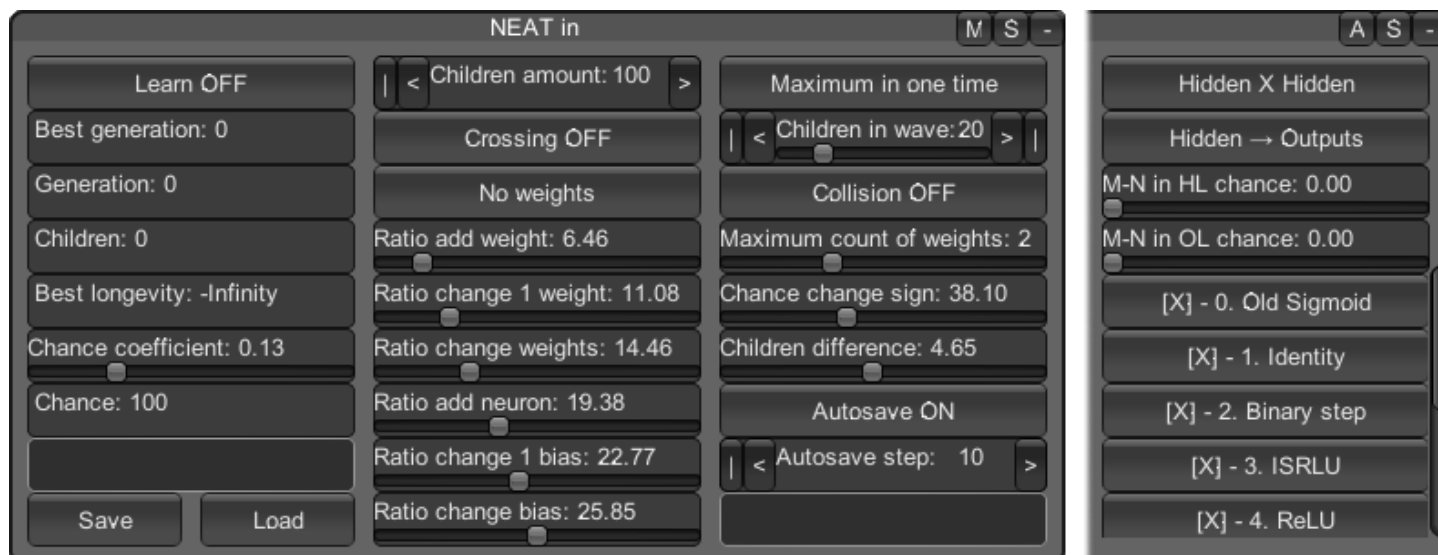 NEAT in
M S -
Learn OFF
Best generation: 0
Generation: 0
Children: 0
Best longevity: -Infinity
Chance coefficient: 0.13
Chance: 100
Save
Load
| < Children amount: 100 >
Crossing OFF
No weights
Ratio add weight: 6.46
Ratio change 1 weight: 11.08
Ratio change weights: 14.46
Ratio add neuron: 19.38
Ratio change 1 bias: 22.77
Ratio change bias: 25.85
Maximum in one time
| < Children in wave: 20 > |
Collision OFF
Maximum count of weights: 2
Chance change sign: 38.10
Children difference: 4.65
Autosave ON
| < Autosave step: 10 >
A S -
Hidden X Hidden
Hidden → Outputs
M-N in HL chance: 0.00
M-N in OL chance: 0.00
[X] - 0. Old Sigmoid
[X] - 1. Identity
[X] - 2. Binary step
[X] - 3. ISRLU
[X] - 4. ReLU